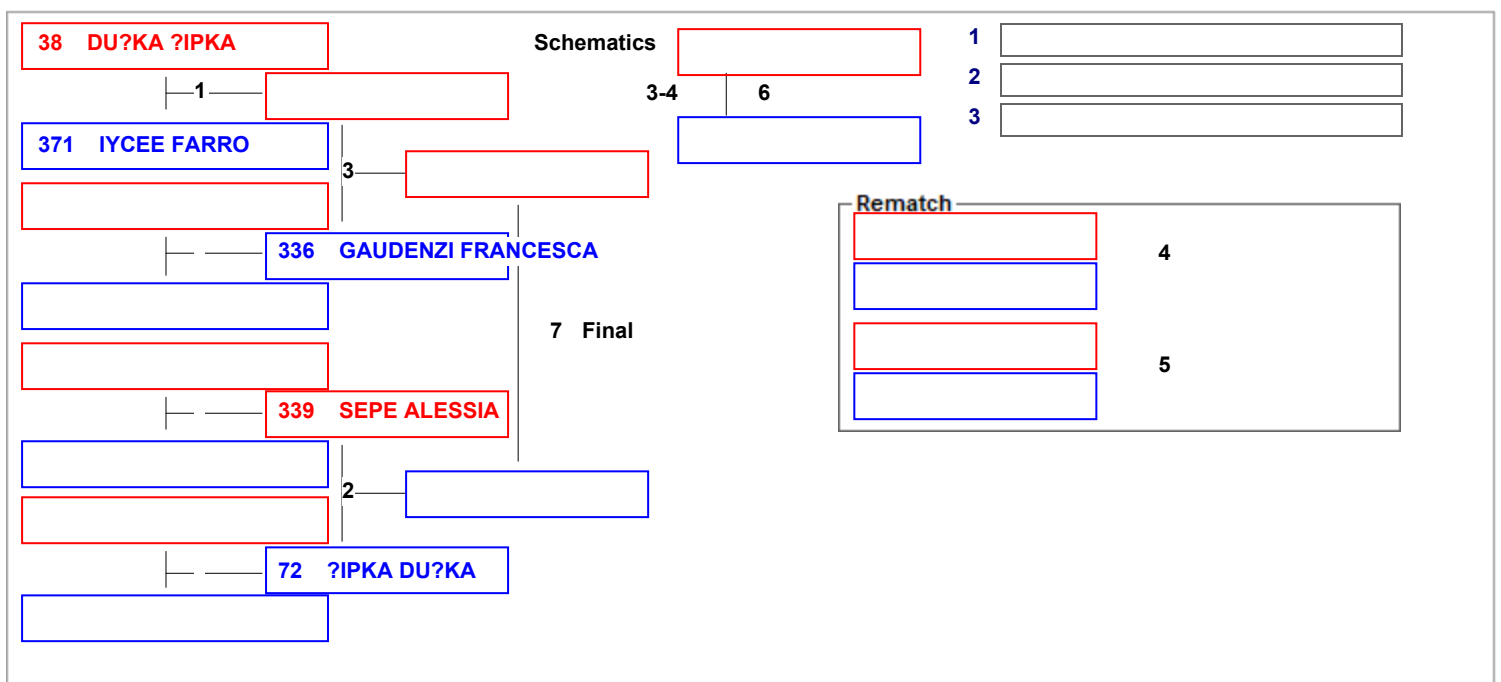 38 DU?KA ?IPKA
1
371 IYCEE FARRO
3
336 GAUDENZI FRANCESCA
7 Final
339 SEPE ALESSIA
2
72 ?IPKA DU?KA
Schematics
3-4 6
1
2
3
Rematch
4
5